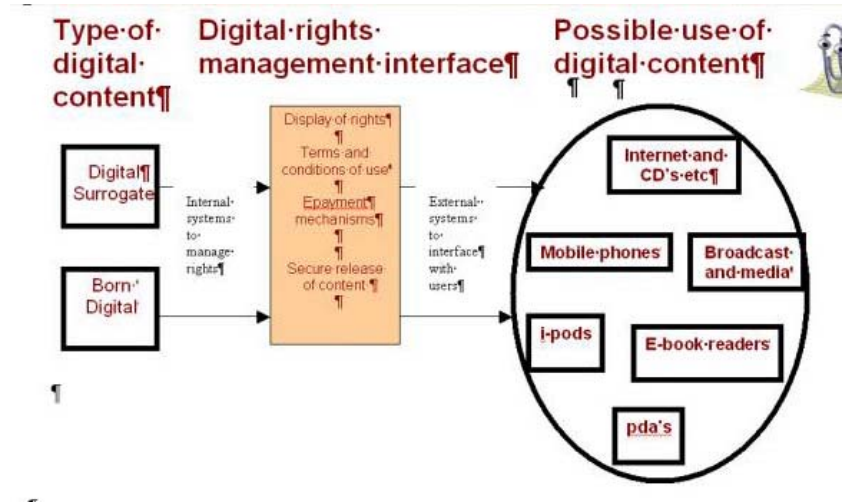 Type·of·
digital·
content¶
Digital·rights·
management·interface¶
Possible·use·of·
digital·content¶
¶ ¶
Digital¶
Surrogate
Born·
Digital
¶
Internal·
systems·
to·
manage·
rights¶
Display·of·rights¶
¶
Terms·and·
conditions·of·use
¶
Epayment¶
mechanisms¶
¶
¶
Secure·release·
of·content·¶
¶
External··
systems·
to·
interface¶
with·
users¶
Internet·and·
CD's·etc¶
Mobile·phones
Broadcast·
and·media
i-pods
E-book·readers
pda's
¶